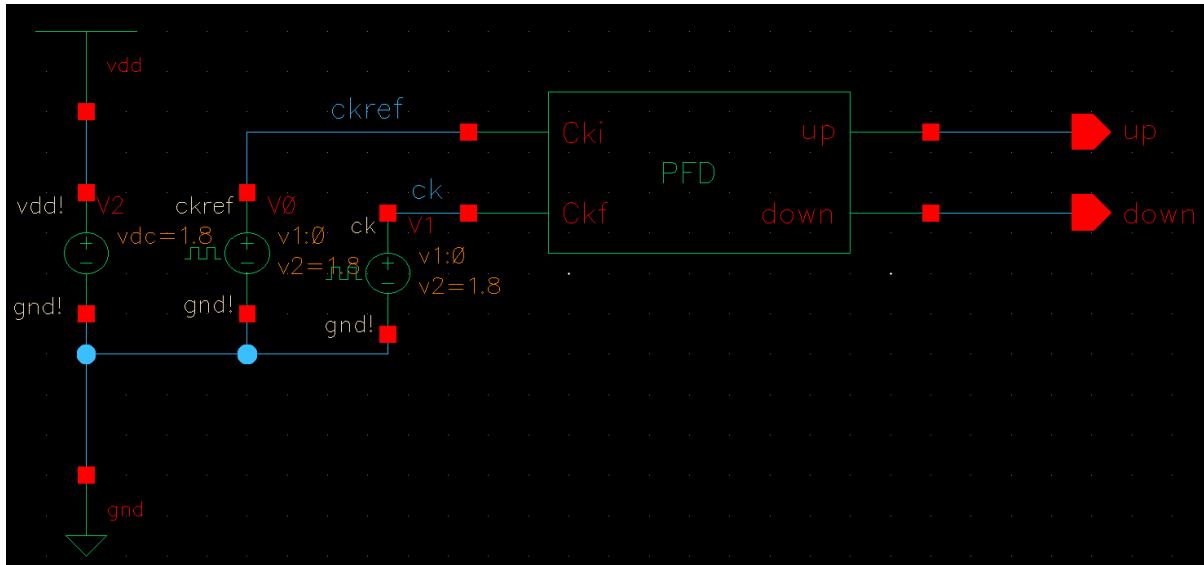 vdd
ckref
Cki
up
up
PFD
vdd!
V2
ckref
V0
ck
Ckf
down
down
vdc=1.8
v1:0
v2=1.8
ck
V1
v1:0
v2=1.8
gnd!
gnd!
gnd!
gnd